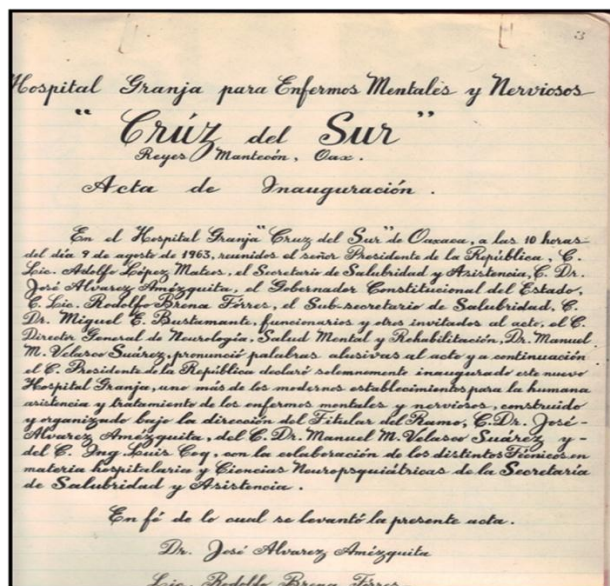 3
Hospital Granja para Enfermos Mentales y Nerviosos
"Crúz del Sur"
Reyes Mantecón, Oax.
Acta de Inauguración.
En el Hospital Granja "Cruz del Sur" de Oaxaca, a las 10 horas
del día 9 de agosto de 1963, reunidos el señor Presidente de la República, C.
Lic. Adolfo López Mateos, el Secretario de Salubridad y Asistencia, C. Dr.
José Alvarez Amézquita, el Gobernador Constitucional del Estado,
C. Lic. Rodolfo Brena Tórres, el Sub-secretario de Salubridad, C.
Dr. Miguel E. Bustamante, funcionarios y otros invitados al acto, el C.
Director General de Neurología, Salud Mental y Rehabilitación, Dr. Manuel
M. Velasco Suárez, pronunció palabras alusivas al acto y a continuación
el C. Presidente de la República declaró solemnemente inaugurado este nuevo
Hospital Granja, uno más de los modernos establecimientos para la humana
asistencia y tratamiento de los enfermos mentales y nerviosos, construido
y organizado bajo la dirección del Titular del Ramo, C. Dr. José-
Alvarez Amézquita, del C. Dr. Manuel M. Velasco Suárez y -
del C. Ing. Luis Coq, con la colaboración de los distintos Técnicos en
materia hospitalaria y Ciencias Neuropsiquiátricas de la Secretaría
de Salubridad y Asistencia.
En fé de lo cual se levantó la presente acta.
Dr. José Alvarez Amézquita
Lic. Rodolfo Brena Tórres